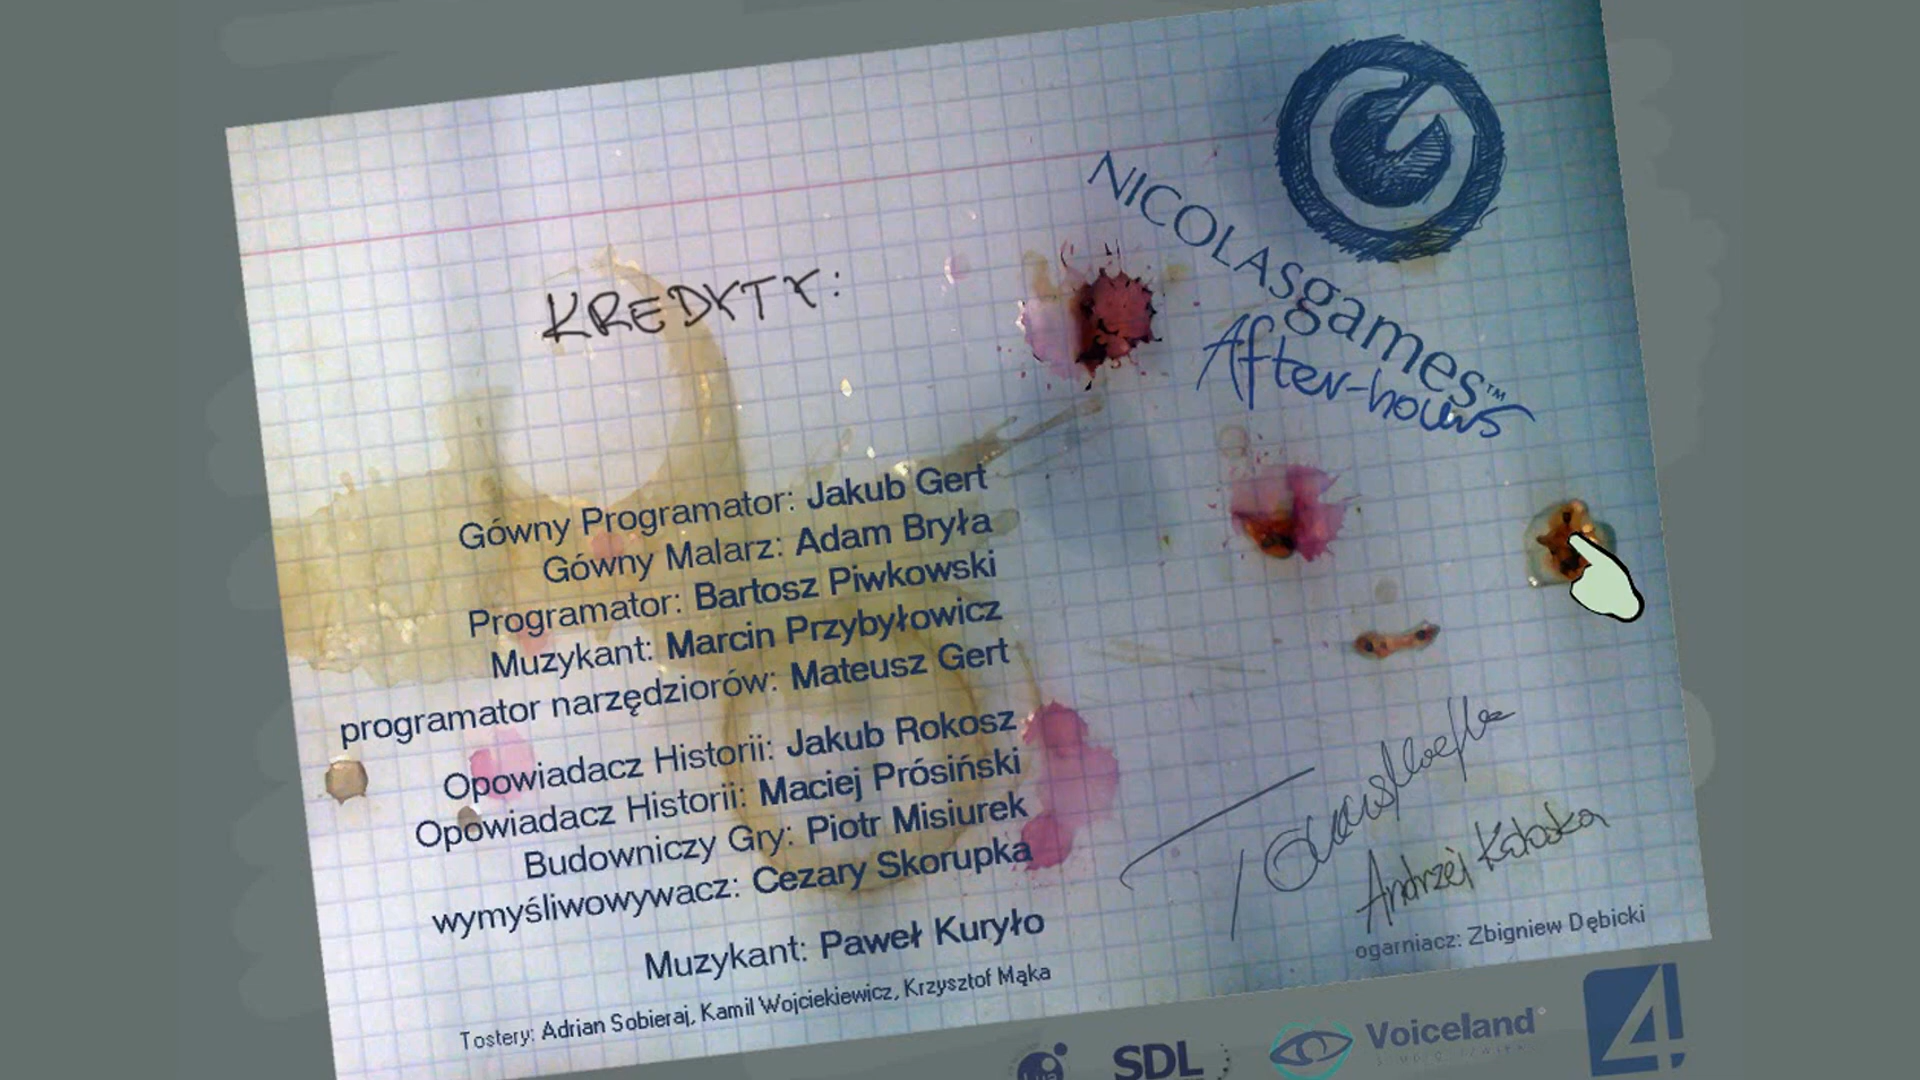 NICOLASgames™
After-hours
KREDYTY:
Gówny Programator: Jakub Gert
Gówny Malarz: Adam Bryła
Programator: Bartosz Piwkowski
Muzykant: Marcin Przybyłowicz
programator narzędziorów: Mateusz Gert
Opowiadacz Historii: Jakub Rokosz
Opowiadacz Historii: Maciej Prósiński
Budowniczy Gry: Piotr Misiurek
wymyśliwowywacz: Cezary Skorupka
Muzykant: Paweł Kuryło
Tostery: Adrian Sobieraj, Kamil Wojciekiewicz, Krzysztof Mąka
Andrzej
ogarniacz: Zbigniew Dębicki
Lua
SDL
Voiceland
4!